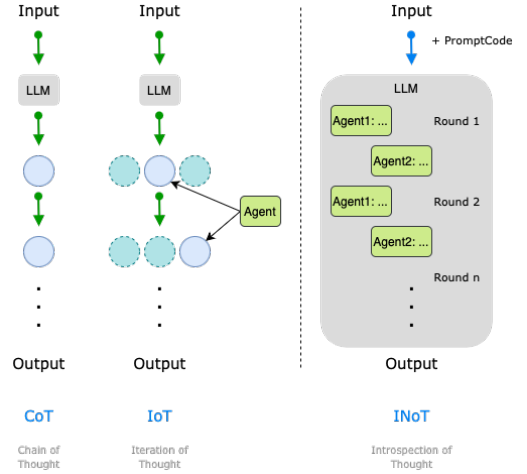 Input
Input
Input
+ PromptCode
LLM
LLM
LLM
Agent1: ...
Round 1
Agent2: ...
Agent
Agent1: ...
Round 2
Agent2: ...
Round n
Output
Output
Output
CoT
IoT
INoT
Chain of
Thought
Iteration of
Thought
Introspection of
Thought